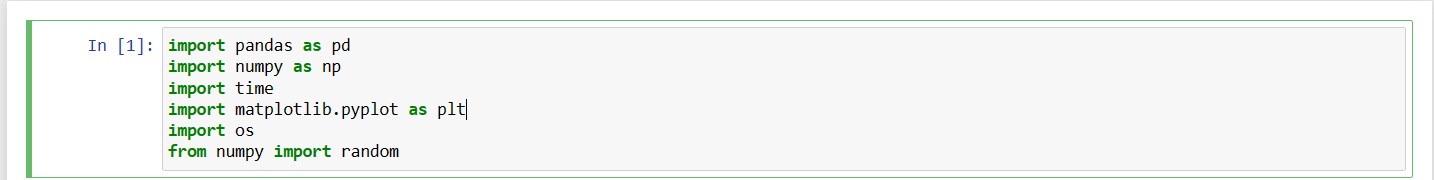 In [1]: import pandas as pd
import numpy as np
import time
import matplotlib.pyplot as plt
import os
from numpy import random